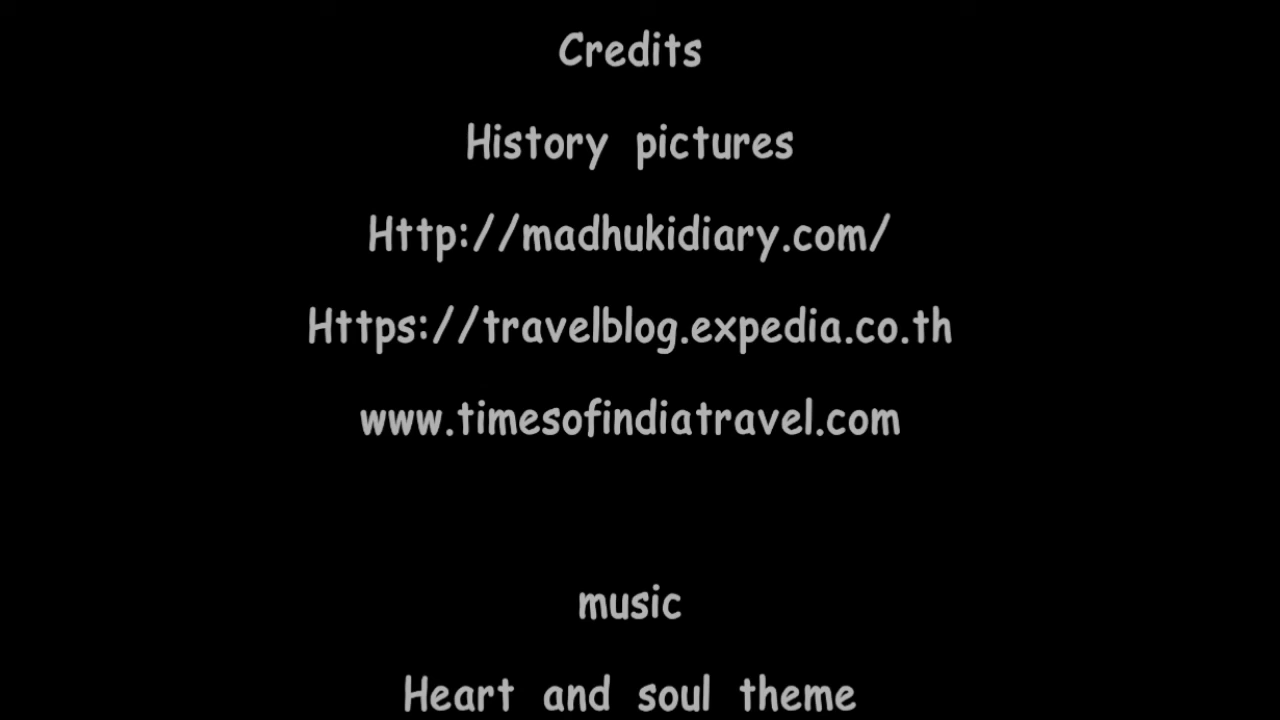 Credits
History pictures
Http://madhukidiary.com/
Https://travelblog.expedia.co.th
www.timesofindiatravel.com
music
Heart and soul theme